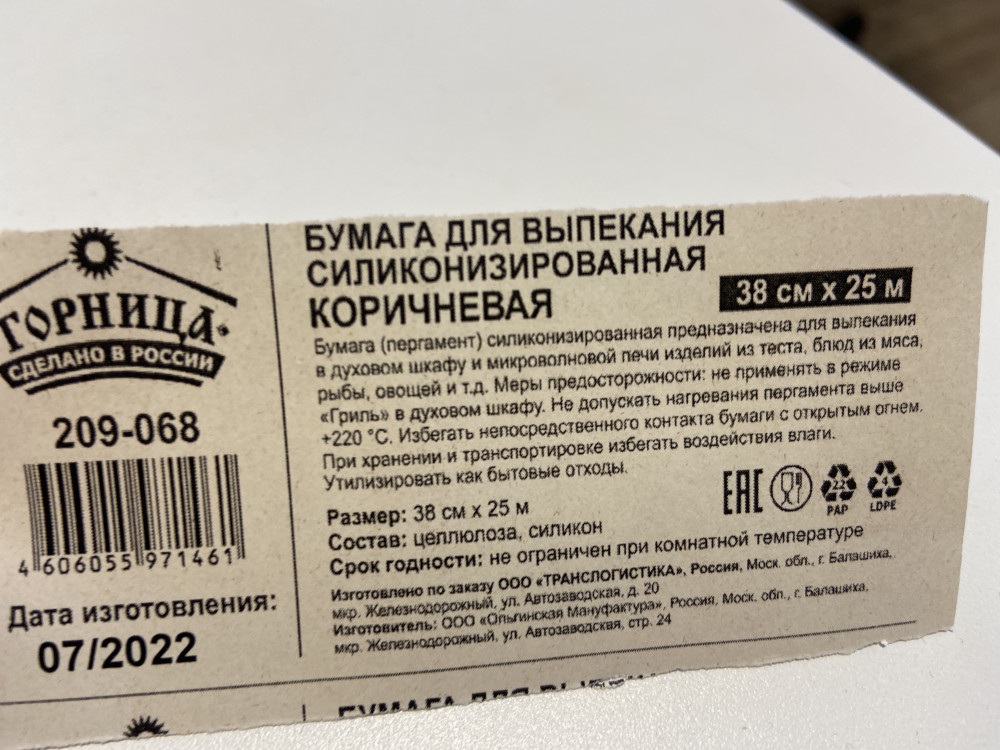 ГОРНИЦА
СДЕЛАНО В РОССИИ
209-068
4 606055 971461
Дата изготовления:
07/2022
БУМАГА ДЛЯ ВЫПЕКАНИЯ
СИЛИКОНИЗИРОВАННАЯ
КОРИЧНЕВАЯ
38 см х 25 м
Бумага (пергамент) силиконизированная предназначена для выпекания
в духовом шкафу и микроволновой печи изделий из теста, блюд из мяса,
рыбы, овощей и т.д. Меры предосторожности: не применять в режиме
«Гриль» в духовом шкафу. Не допускать нагревания пергамента выше
+220 °С. Избегать непосредственного контакта бумаги с открытым огнем.
При хранении и транспортировке избегать воздействия влаги.
Утилизировать как бытовые отходы.
EAC
22
PAP
4
LDPE
Размер: 38 см х 25 м
Состав: целлюлоза, силикон
Срок годности: не ограничен при комнатной температуре
Изготовлено по заказу ООО «ТРАНСЛОГИСТИКА», Россия, Моск. обл., г. Балашиха,
мкр. Железнодорожный, ул. Автозаводская, д. 20
Изготовитель: ООО «Ольгинская Мануфактура», Россия, Моск. обл., г. Балашиха,
мкр. Железнодорожный, ул. Автозаводская, стр. 24
БУМАГА ДЛЯ